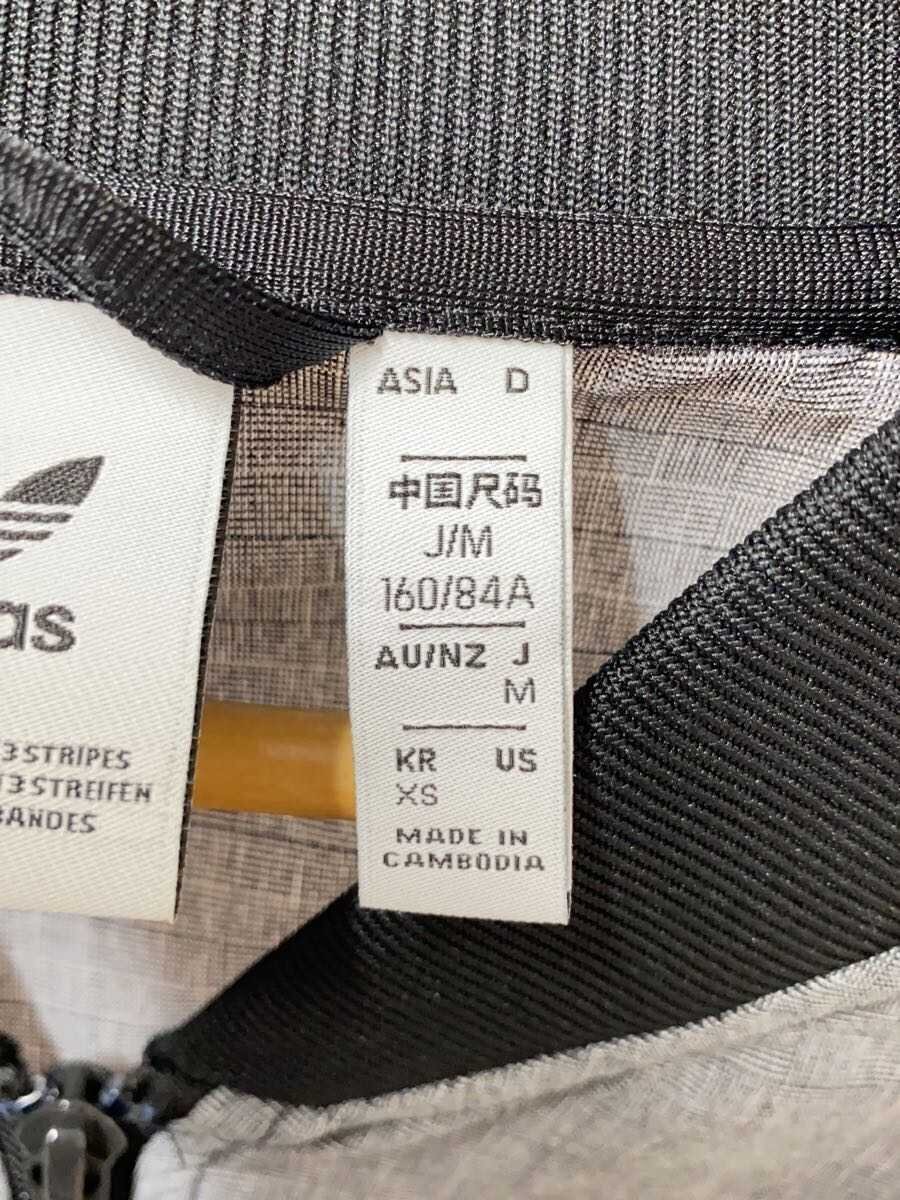 as
3 STRIPES
3 STREIFEN
BANDES
ASIA D
中国尺码
J/M
160/84A
AU/NZ J
M
KR US
XS
MADE IN
CAMBODIA